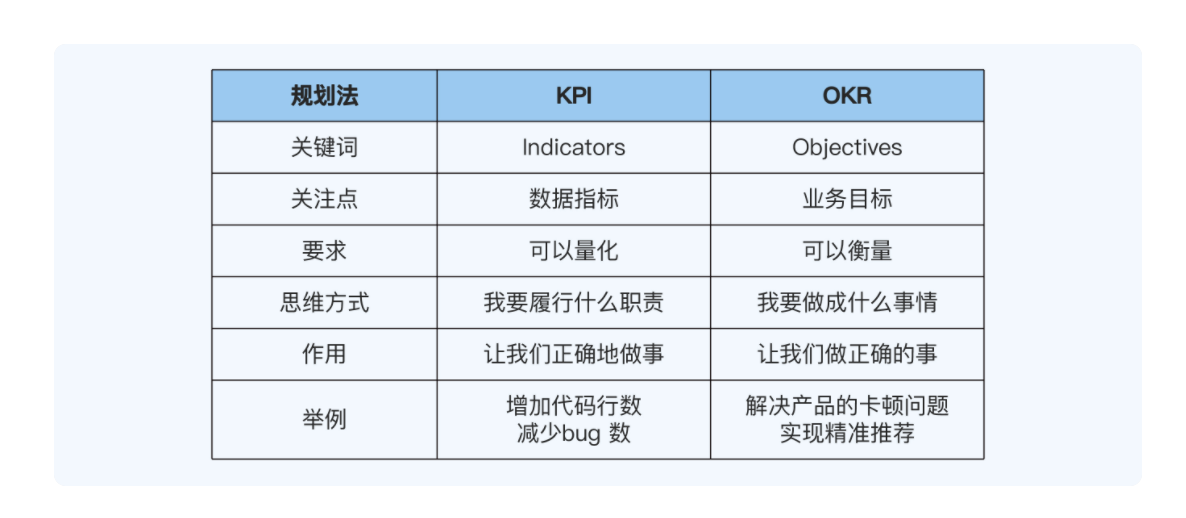 规划法 KPI OKR
关键词 Indicators Objectives
关注点 数据指标 业务目标
要求 可以量化 可以衡量
思维方式 我要履行什么职责 我要做成什么事情
作用 让我们正确地做事 让我们做正确的事
举例 增加代码行数 解决产品的卡顿问题
减少bug 数 实现精准推荐